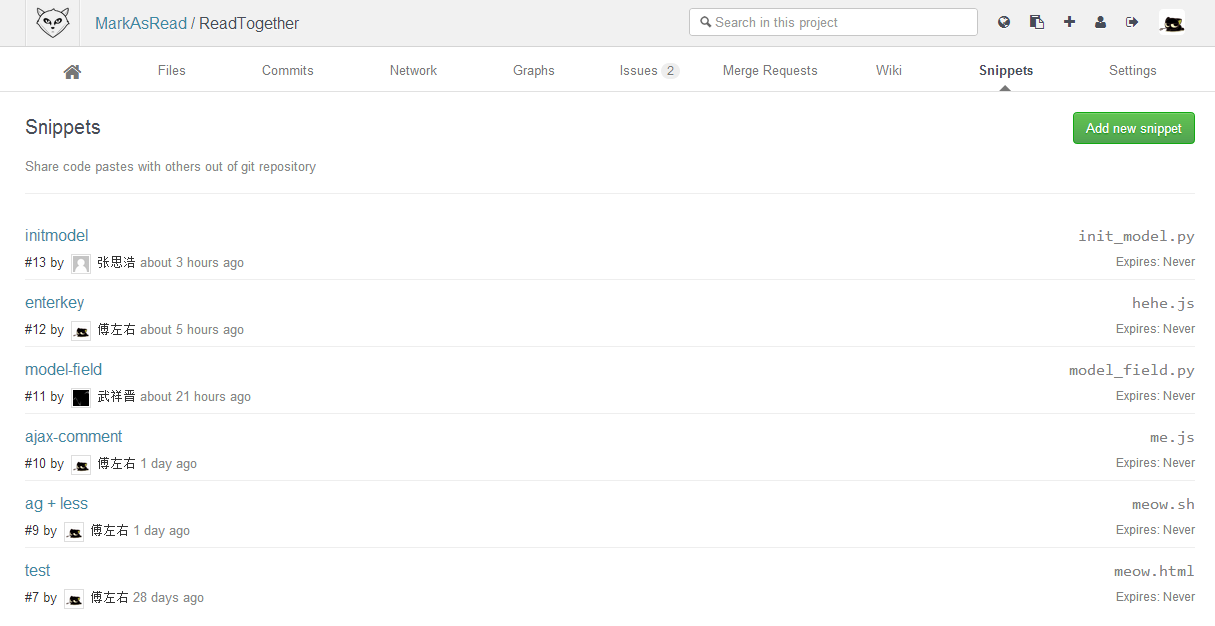 MarkAsRead / ReadTogether Search in this project
Files Commits Network Graphs Issues 2 Merge Requests Wiki Snippets Settings
Snippets Add new snippet
Share code pastes with others out of git repository
initmodel init_model.py
#13 by 张思浩 about 3 hours ago Expires: Never
enterkey hehe.js
#12 by 傅左右 about 5 hours ago Expires: Never
model-field model_field.py
#11 by 武祥晋 about 21 hours ago Expires: Never
ajax-comment me.js
#10 by 傅左右 1 day ago Expires: Never
ag + less meow.sh
#9 by 傅左右 1 day ago Expires: Never
test meow.html
#7 by 傅左右 28 days ago Expires: Never